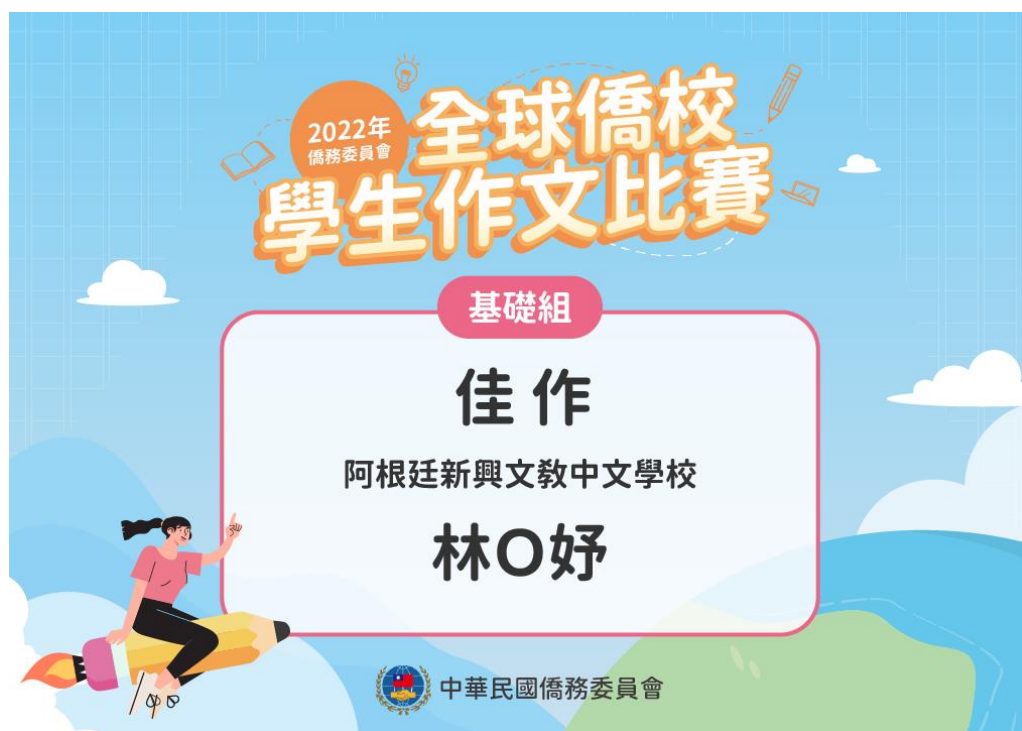 2022年
僑務委員會
全球僑校
學生作文比賽
基礎組
佳作
阿根廷新興文教中文學校
林O妤
中華民國僑務委員會